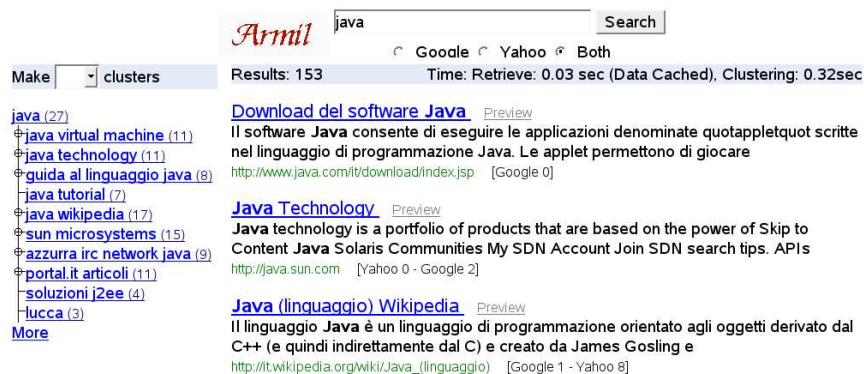 Armil
java Search
Google Yahoo Both
Make clusters
Results: 153 Time: Retrieve: 0.03 sec (Data Cached), Clustering: 0.32sec
java (27)
java virtual machine (11)
java technology (11)
guida al linguaggio java (8)
java tutorial (7)
java wikipedia (17)
sun microsystems (15)
azzurra irc network java (9)
portal.it articoli (11)
soluzioni j2ee (4)
lucca (3)
More
Download del software Java Preview
Il software Java consente di eseguire le applicazioni denominate quotappletquot scritte
nel linguaggio di programmazione Java. Le applet permettono di giocare
http://www.java.com/it/download/index.jsp [Google 0]
Java Technology Preview
Java technology is a portfolio of products that are based on the power of Skip to
Content Java Solaris Communities My SDN Account Join SDN search tips. APIs
http://java.sun.com [Yahoo 0 - Google 2]
Java (linguaggio) Wikipedia Preview
Il linguaggio Java è un linguaggio di programmazione orientato agli oggetti derivato dal
C++ (e quindi indirettamente dal C) e creato da James Gosling e
http://it.wikipedia.org/wiki/Java_(linguaggio) [Google 1 - Yahoo 8]